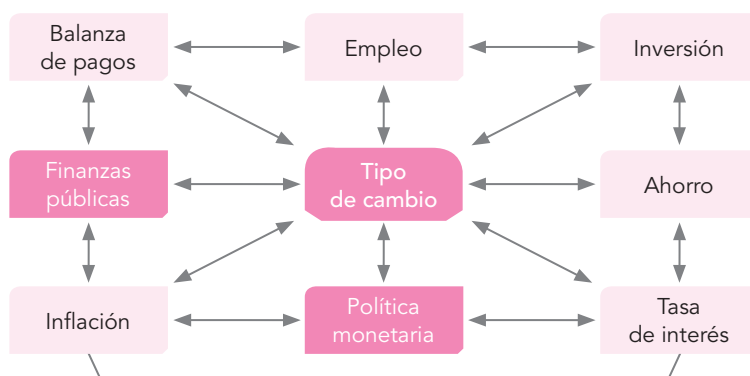 Balanza
de pagos
Empleo
Inversión
Finanzas
públicas
Tipo
de cambio
Ahorro
Inflación
Política
monetaria
Tasa
de interés